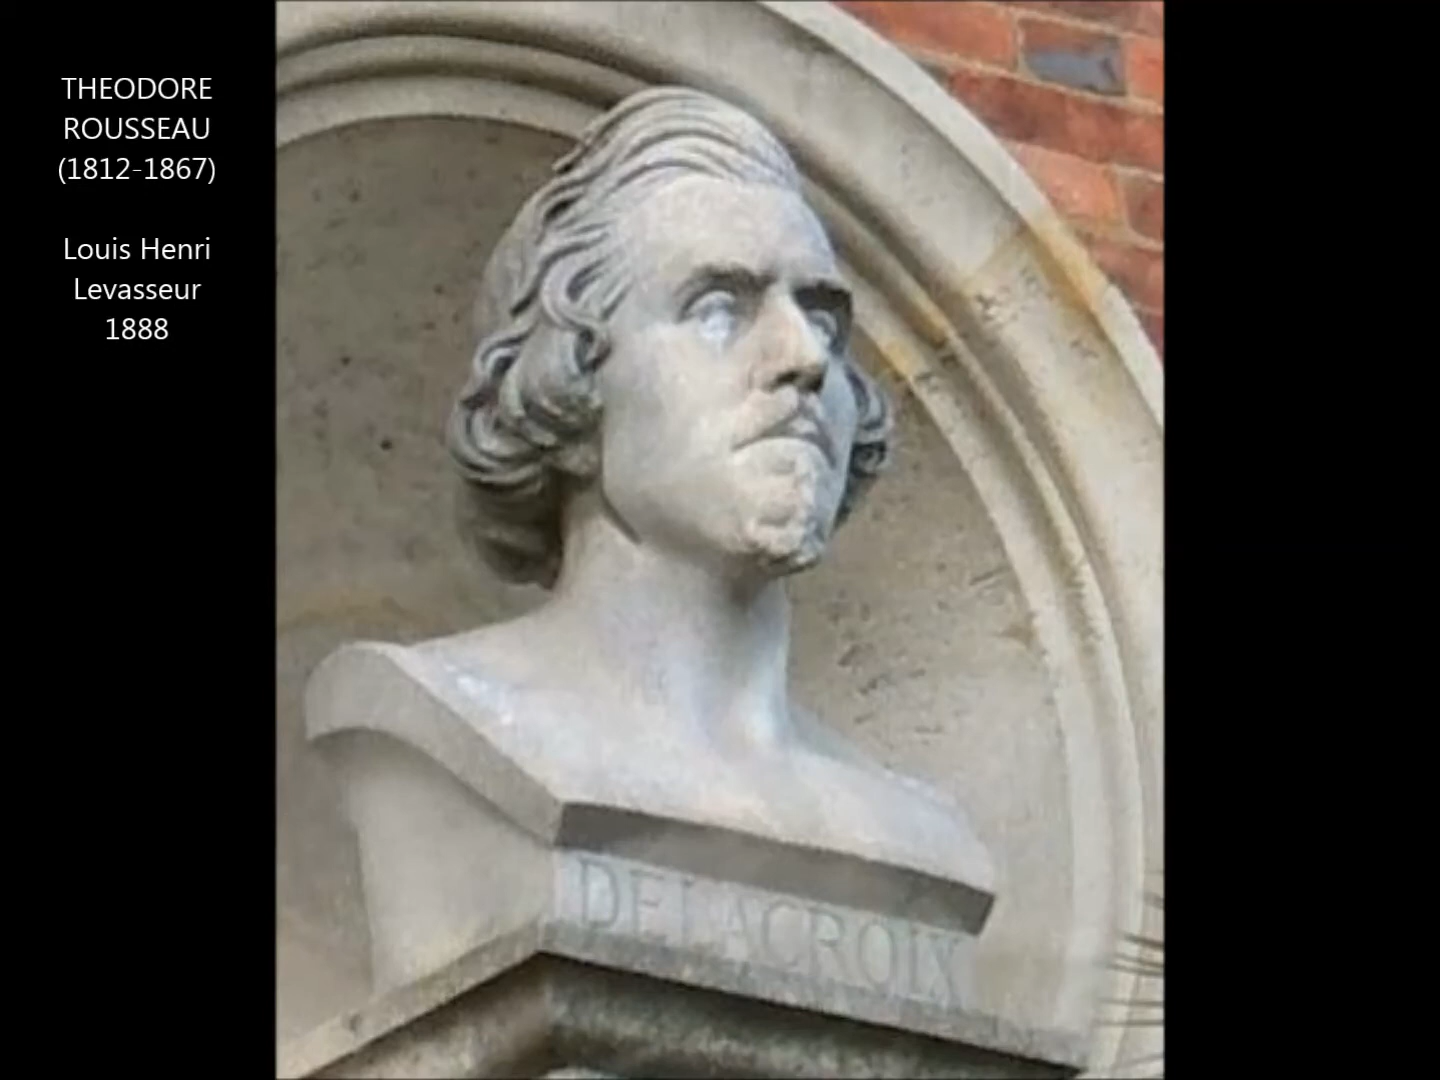 THEODORE
ROUSSEAU
(1812-1867)
Louis Henri
Levasseur
1888
DELACROIX